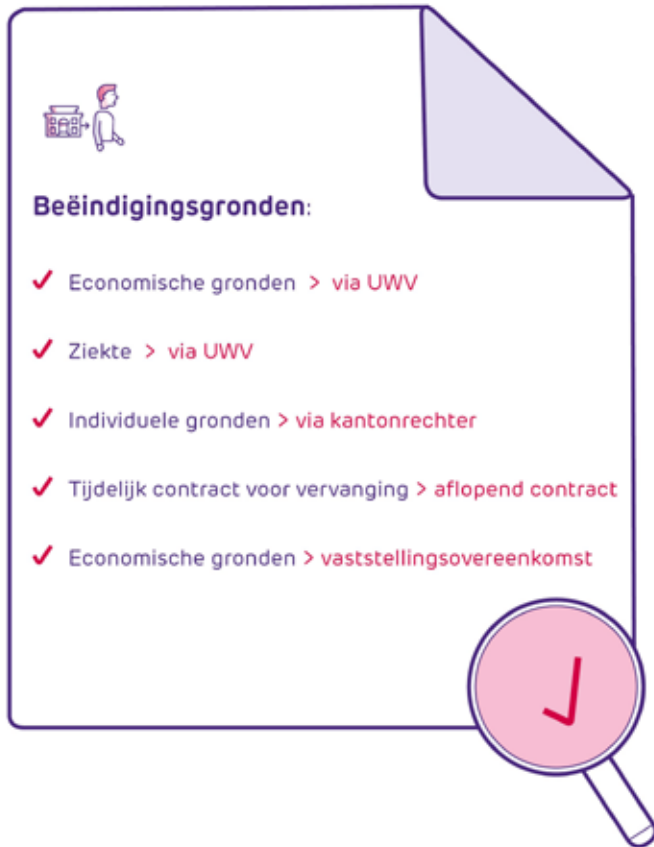 Beëindigingsgronden:
Economische gronden > via UWV
Ziekte > via UWV
Individuele gronden > via kantonrechter
Tijdelijk contract voor vervanging > aflopend contract
Economische gronden > vaststellingsovereenkomst